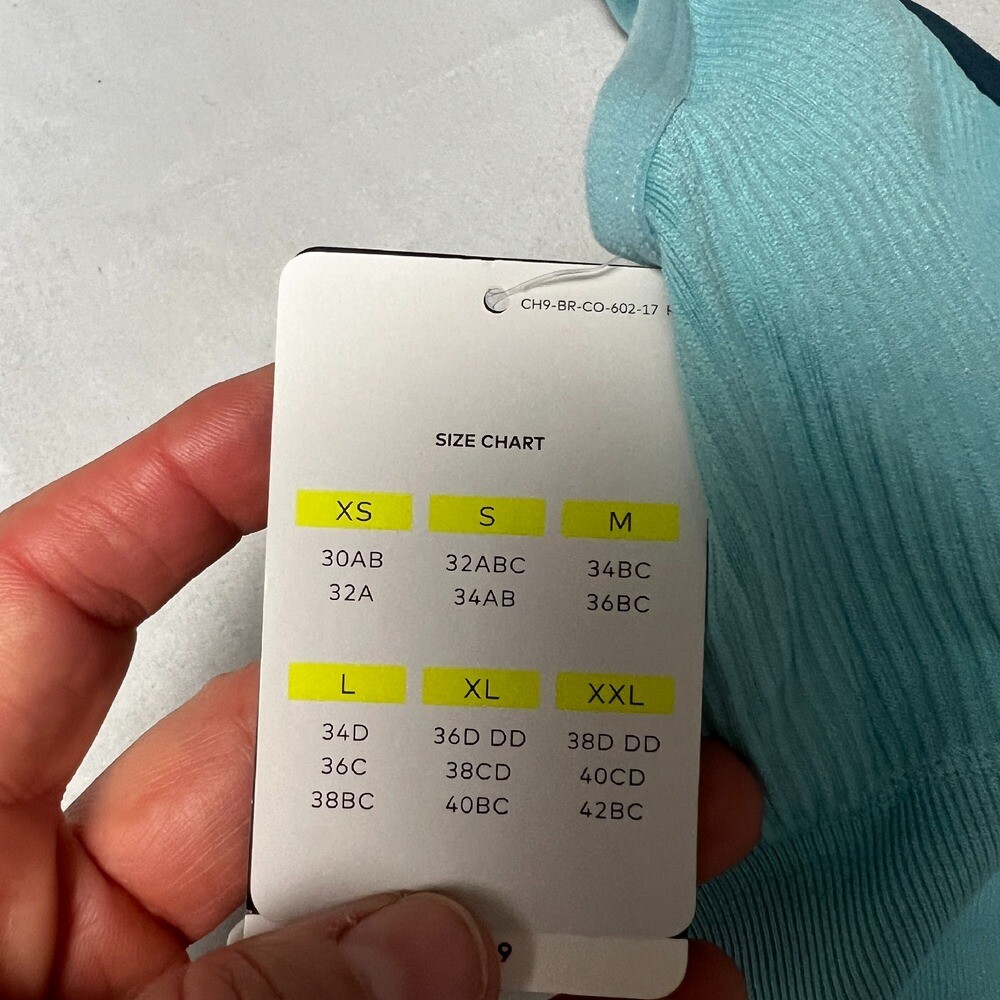 CH9-BR-CO-602-17
SIZE CHART
XS S M
30AB 32ABC 34BC
32A 34AB 36BC
L XL XXL
34D 36D DD 38D DD
36C 38CD 40CD
38BC 40BC 42BC
9